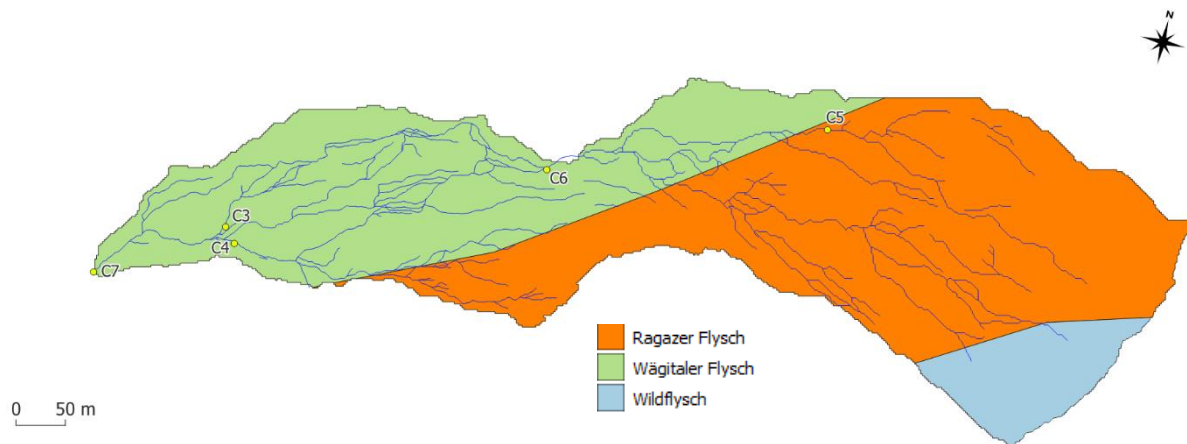 N
C5
C6
C3
C4
C7
Ragazer Flysch
Wägitaler Flysch
Wildflysch
0 50 m